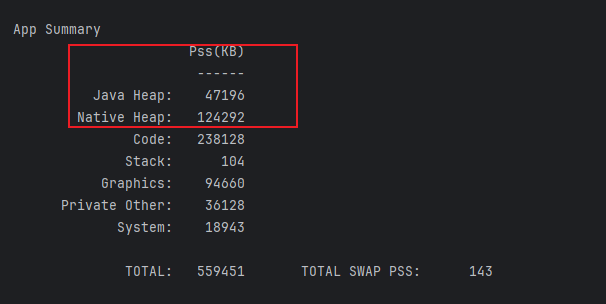 App Summary
Pss(KB)
------
Java Heap: 47196
Native Heap: 124292
Code: 238128
Stack: 104
Graphics: 94660
Private Other: 36128
System: 18943
TOTAL: 559451 TOTAL SWAP PSS: 143